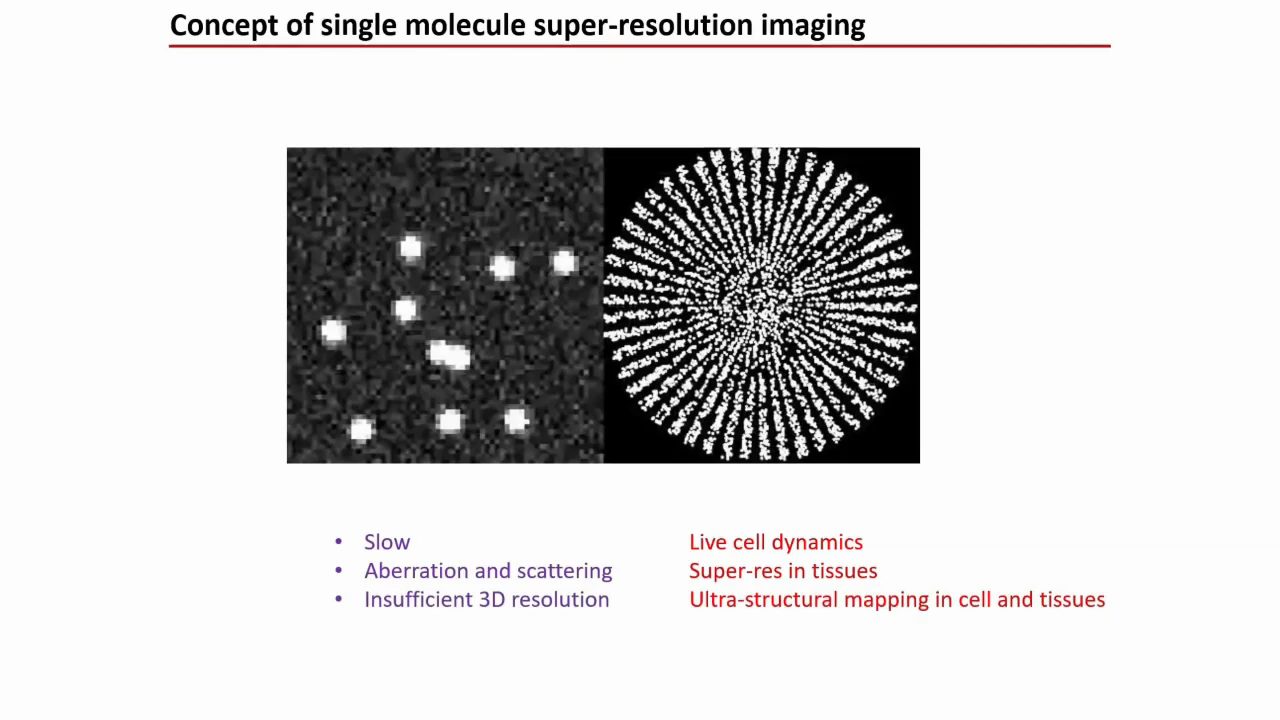 Concept of single molecule super-resolution imaging
• Slow
• Aberration and scattering
• Insufficient 3D resolution
Live cell dynamics
Super-res in tissues
Ultra-structural mapping in cell and tissues